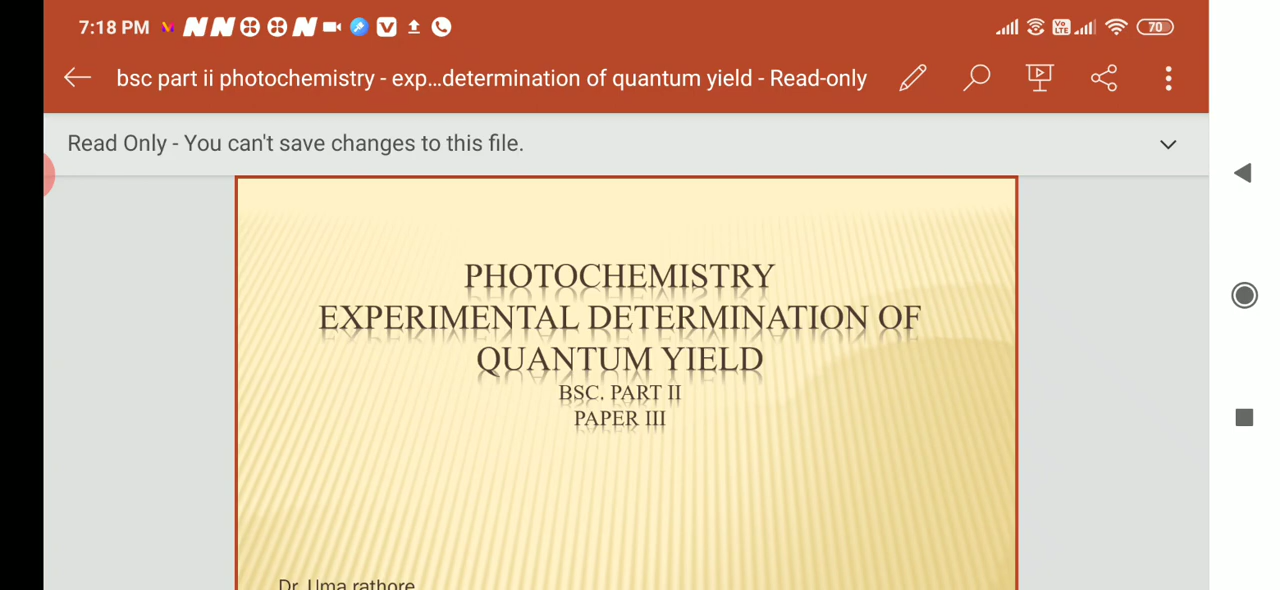 7:18 PM
Vo LTE
70
bsc part ii photochemistry - exp...determination of quantum yield - Read-only
Read Only - You can't save changes to this file.
PHOTOCHEMISTRY
EXPERIMENTAL DETERMINATION OF
QUANTUM YIELD
BSC. PART II
PAPER III
Dr. Uma rathore